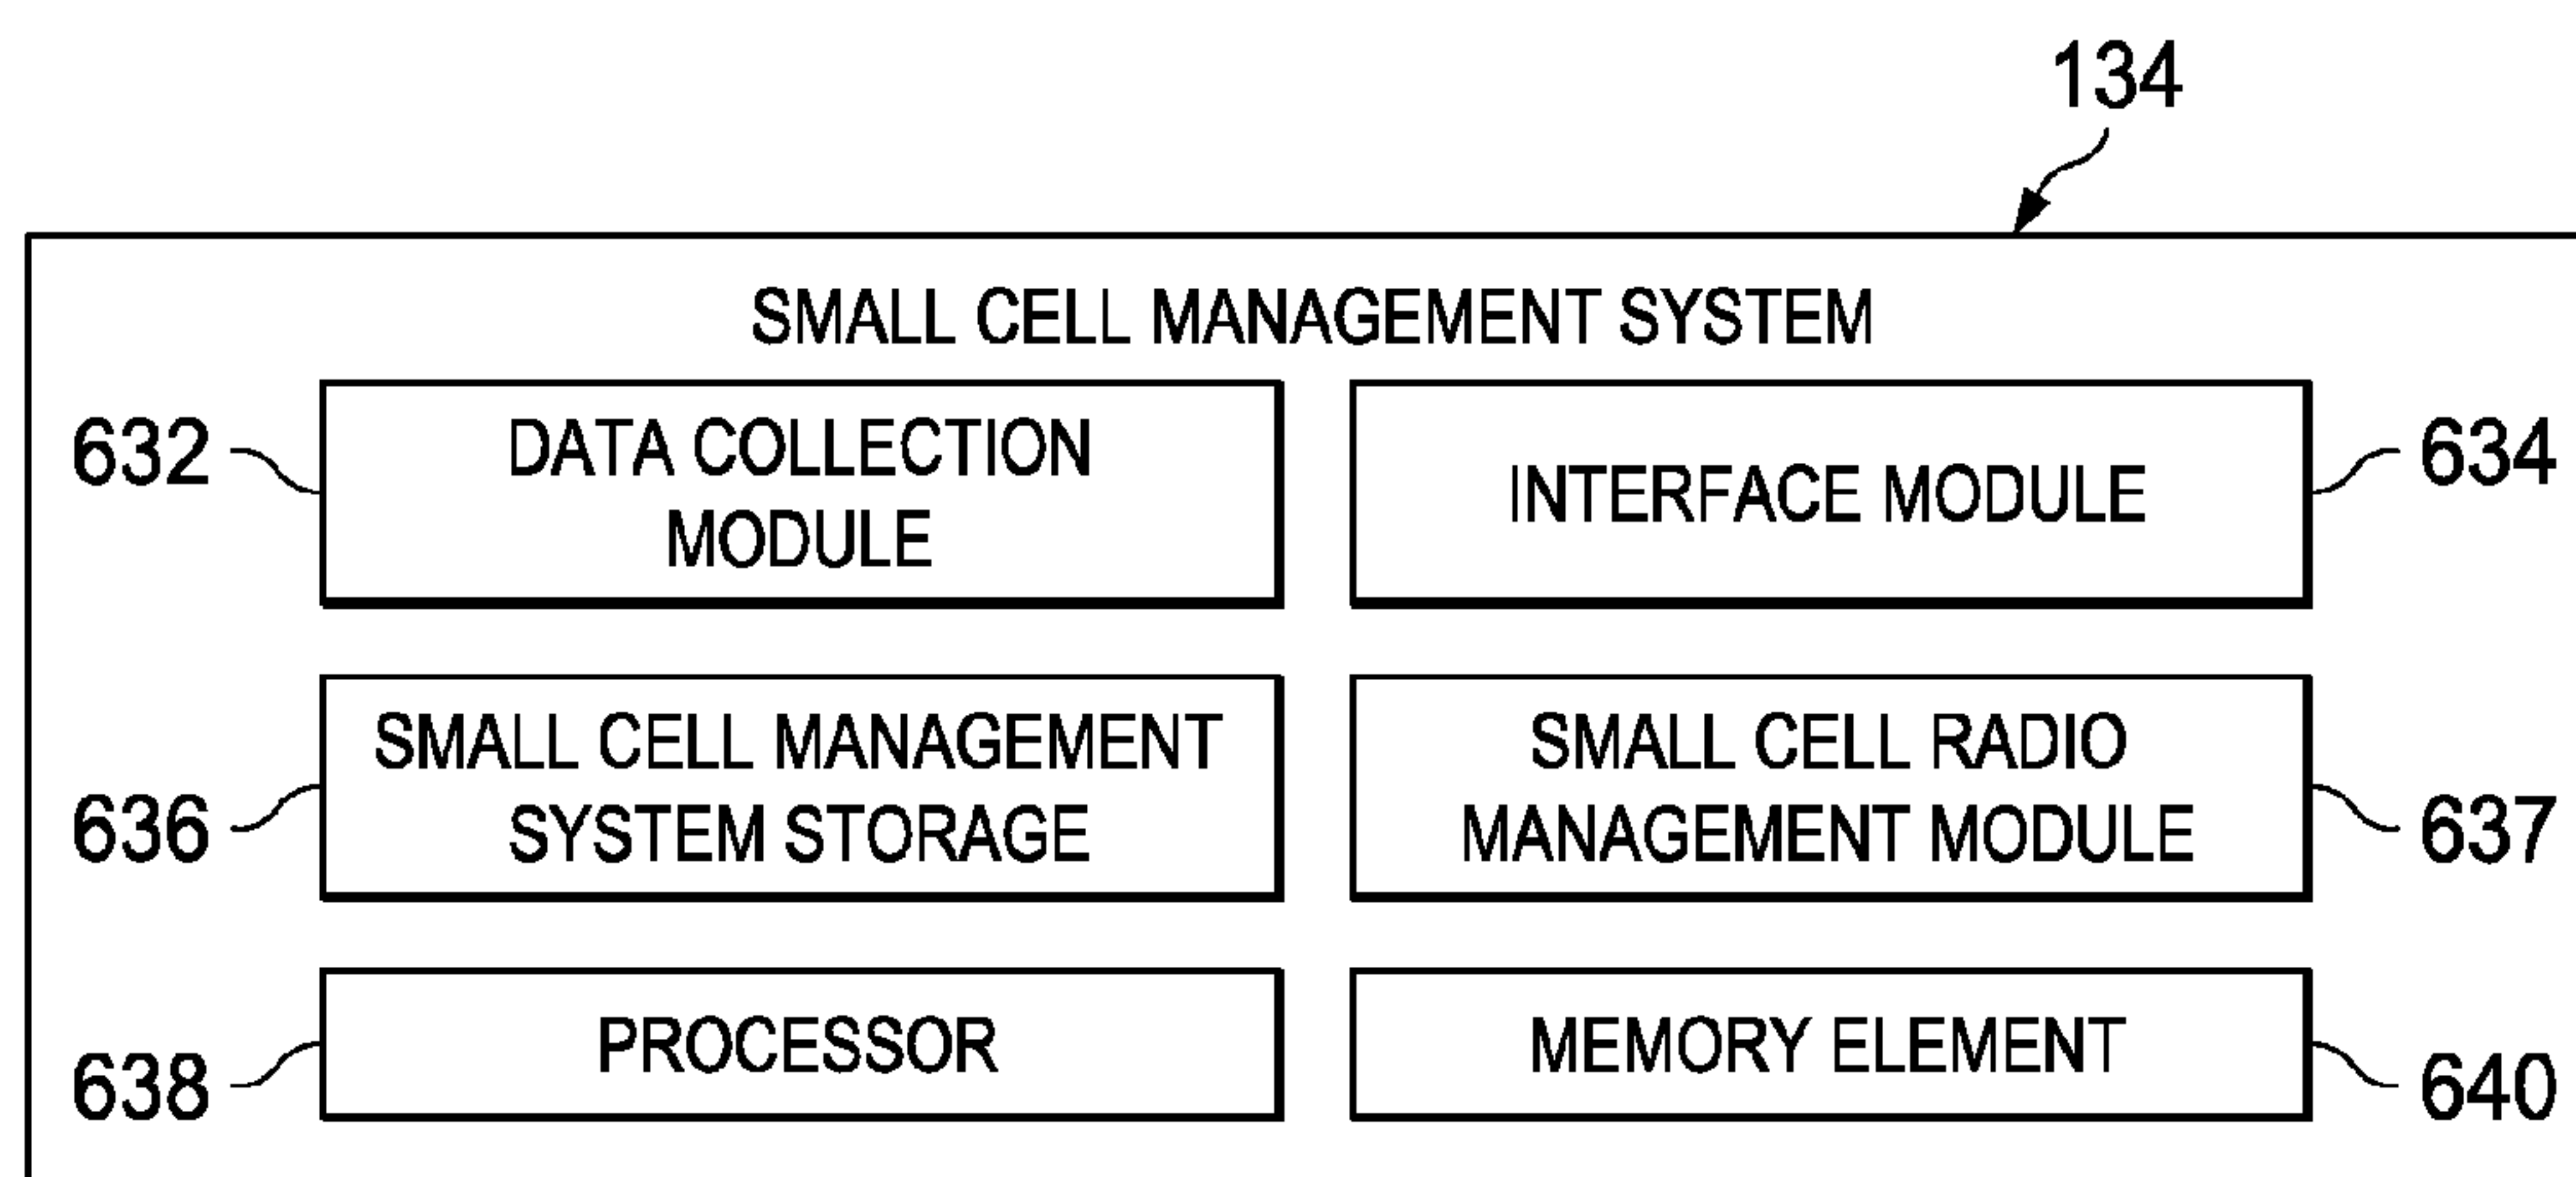 134
SMALL CELL MANAGEMENT SYSTEM
632
DATA COLLECTION
MODULE
INTERFACE MODULE
634
636
SMALL CELL MANAGEMENT
SYSTEM STORAGE
SMALL CELL RADIO
MANAGEMENT MODULE
637
638
PROCESSOR
MEMORY ELEMENT
640